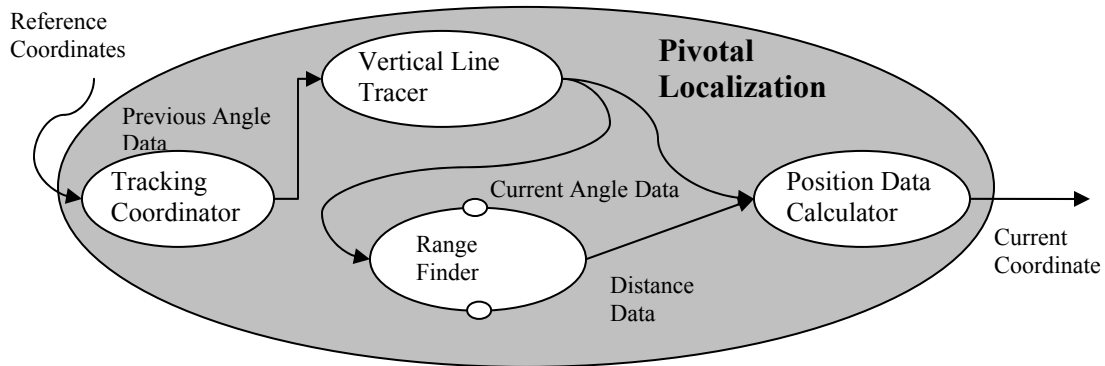 Reference
Coordinates
Vertical Line
Tracer
Pivotal
Localization
Previous Angle
Data
Tracking
Coordinator
Current Angle Data
Position Data
Calculator
Range
Finder
Current
Coordinate
Distance
Data